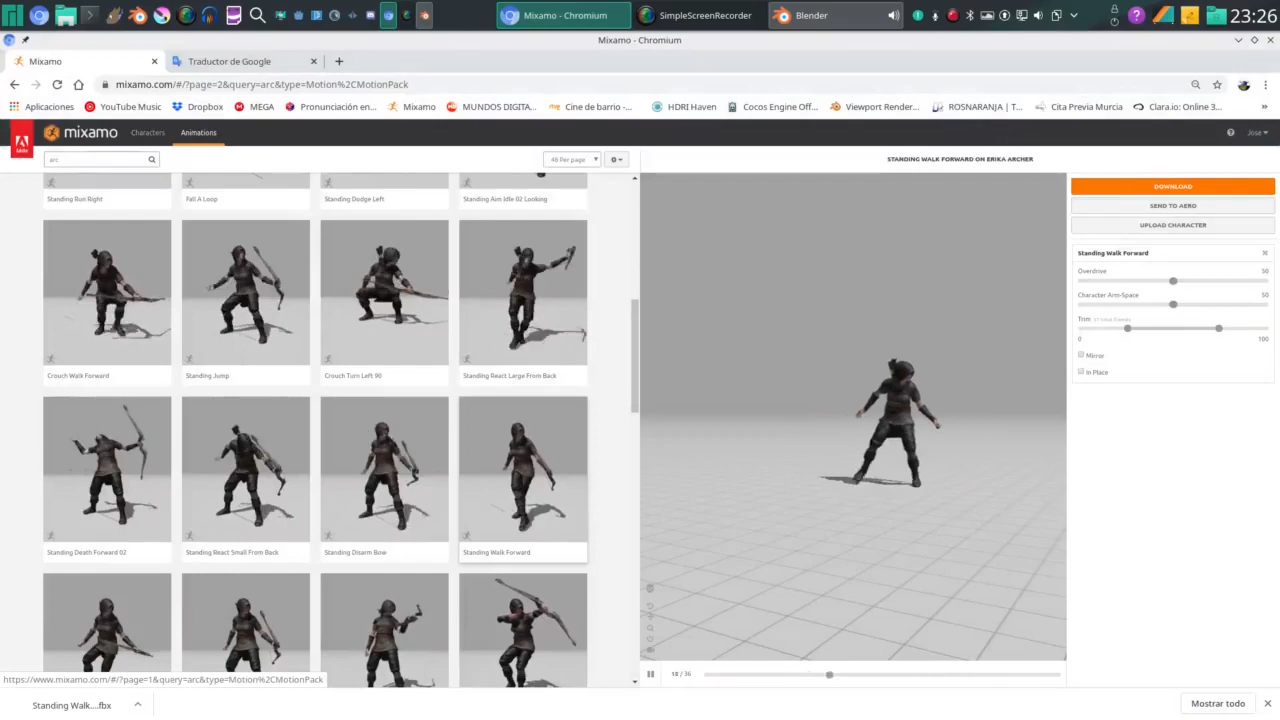 Mixamo - Chromium
SimpleScreenRecorder
Blender
23:26
Mixamo - Chromium
Mixamo
Traductor de Google
mixamo.com/#/?page=2&query=arc&type=Motion%2CMotionPack
Aplicaciones
YouTube Music
Dropbox
MEGA
Pronunciación en...
Mixamo
MUNDOS DIGITA...
Cine de barrio -...
HDRI Haven
Cocos Engine Off...
Viewport Render...
ROSNARANJA | T...
Cita Previa Murcia
Clara.io: Online 3...
Adobe
mixamo
Characters
Animations
Jose
arc
48 Per page
STANDING WALK FORWARD ON ERIKA ARCHER
Standing Run Right
Fall A Loop
Standing Dodge Left
Standing Aim Idle 02 Looking
DOWNLOAD
SEND TO AERO
UPLOAD CHARACTER
Standing Walk Forward
Overdrive
50
Character Arm-Space
50
Trim
57 total frames
0
100
Mirror
In Place
Crouch Walk Forward
Standing Jump
Crouch Turn Left 90
Standing React Large From Back
Standing Death Forward 02
Standing React Small From Back
Standing Disarm Bow
Standing Walk Forward
18 / 36
https://www.mixamo.com/#/?page=1&query=arc&type=Motion%2CMotionPack
Standing Walk....fbx
Mostrar todo